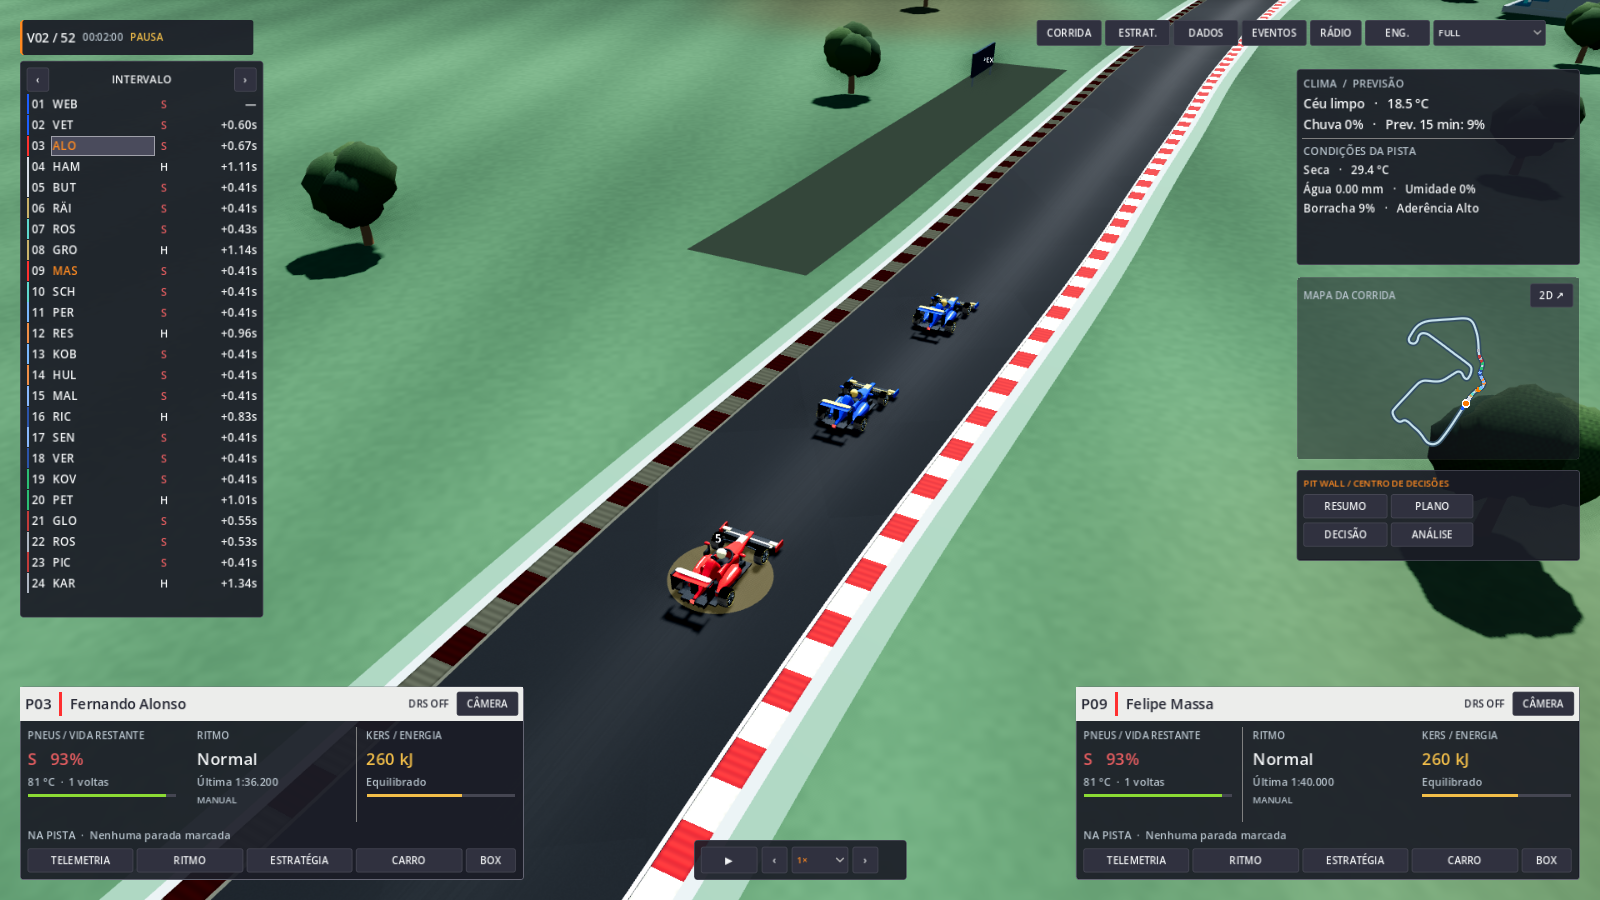 V02 / 52 00:02:00 PAUSA
CORRIDA ESTRAT. DADOS EVENTOS RÁDIO ENG. FULL
‹ INTERVALO ›
01 WEB S —
02 VET S +0.60s
03 ALO S +0.67s
04 HAM H +1.11s
05 BUT S +0.41s
06 RÄI S +0.41s
07 ROS S +0.43s
08 GRO H +1.14s
09 MAS S +0.41s
10 SCH S +0.41s
11 PER S +0.41s
12 RES H +0.96s
13 KOB S +0.41s
14 HUL S +0.41s
15 MAL S +0.41s
16 RIC H +0.83s
17 SEN S +0.41s
18 VER S +0.41s
19 KOV S +0.41s
20 PET H +1.01s
21 GLO S +0.55s
22 ROS S +0.53s
23 PIC S +0.41s
24 KAR H +1.34s
CLIMA / PREVISÃO
Céu limpo · 18.5 °C
Chuva 0% · Prev. 15 min: 9%
CONDIÇÕES DA PISTA
Seca · 29.4 °C
Água 0.00 mm · Umidade 0%
Borracha 9% · Aderência Alto
MAPA DA CORRIDA 2D ↗
PIT WALL / CENTRO DE DECISÕES
RESUMO PLANO
DECISÃO ANÁLISE
5
P03 Fernando Alonso DRS OFF CÂMERA
PNEUS / VIDA RESTANTE RITMO KERS / ENERGIA
S 93% Normal 260 kJ
81 °C · 1 voltas Última 1:36.200 Equilibrado
MANUAL
NA PISTA · Nenhuma parada marcada
TELEMETRIA RITMO ESTRATÉGIA CARRO BOX
▶ ‹ 1× ›
P09 Felipe Massa DRS OFF CÂMERA
PNEUS / VIDA RESTANTE RITMO KERS / ENERGIA
S 93% Normal 260 kJ
81 °C · 1 voltas Última 1:40.000 Equilibrado
MANUAL
NA PISTA · Nenhuma parada marcada
TELEMETRIA RITMO ESTRATÉGIA CARRO BOX